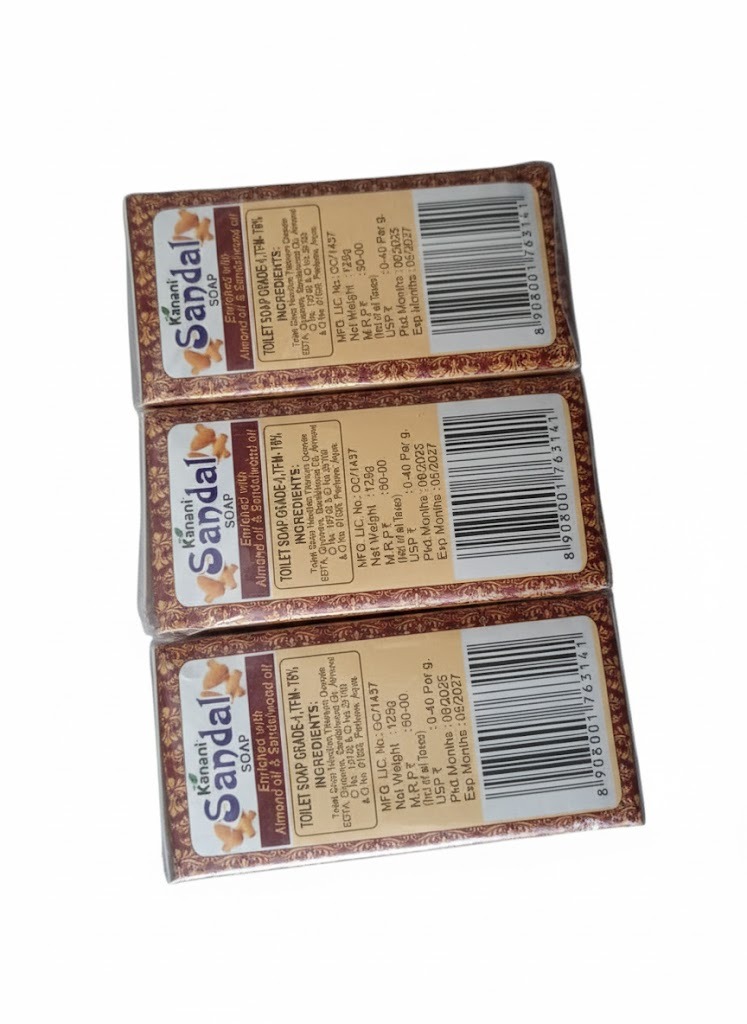 Kanani
Sandal
SOAP
Enriched with
Almond oil & Sandalwood oil
TOILET SOAP GRADE-1, TFM- 76%
INGREDIENTS:
MFG. LIC. No.: GC/1437
Net Weight :125g
M.R.P ₹ :50-00
(Incl of all Taxes)
USP ₹ :0-40 Per g.
Pkd. Months :06/2025
Exp Months :05/2027
8908001763141
Kanani
Sandal
SOAP
Enriched with
Almond oil & Sandalwood oil
TOILET SOAP GRADE-1, TFM- 76%
INGREDIENTS:
MFG. LIC. No.: GC/1437
Net Weight :125g
M.R.P ₹ :50-00
(Incl of all Taxes)
USP ₹ :0-40 Per g.
Pkd. Months :06/2025
Exp Months :05/2027
8908001763141
Kanani
Sandal
SOAP
Enriched with
Almond oil & Sandalwood oil
TOILET SOAP GRADE-1, TFM- 76%
INGREDIENTS:
MFG. LIC. No.: GC/1437
Net Weight :125g
M.R.P ₹ :50-00
(Incl of all Taxes)
USP ₹ :0-40 Per g.
Pkd. Months :06/2025
Exp Months :05/2027
8908001763141